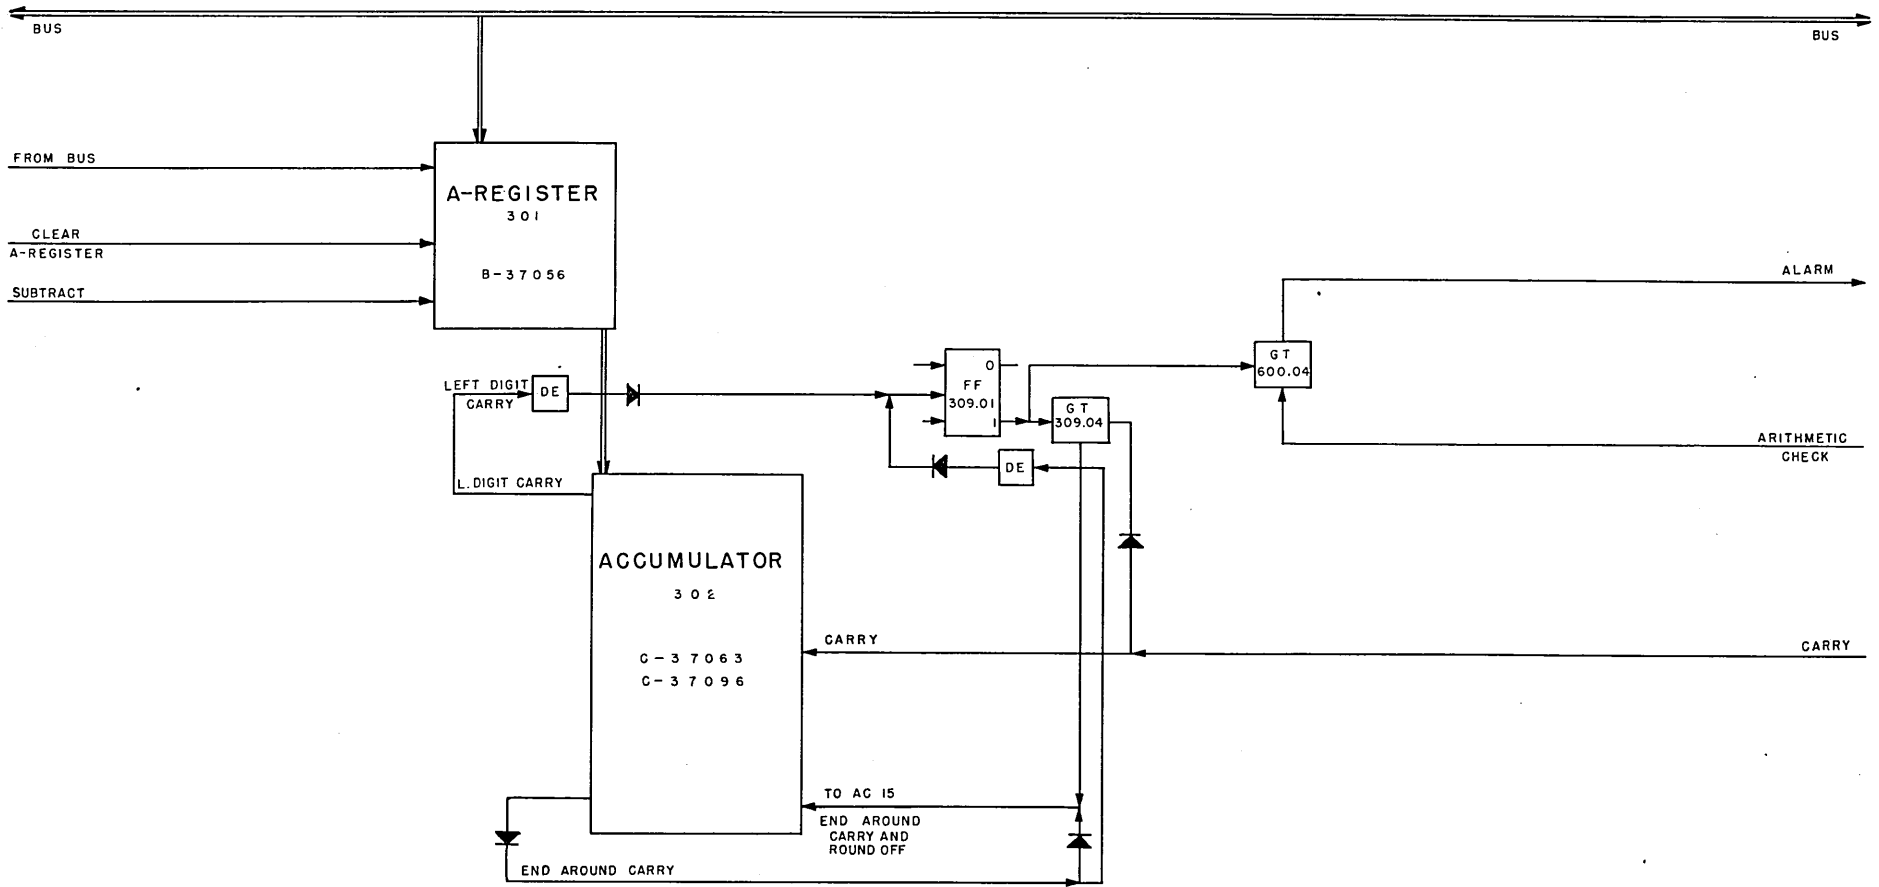 BUS
BUS
FROM BUS
A-REGISTER
301
CLEAR
A-REGISTER
B-37056
SUBTRACT
ALARM
LEFT DIGIT
CARRY
DE
0
FF
309.01
1
GT
309.04
GT
600.04
ARITHMETIC
CHECK
DE
L. DIGIT CARRY
ACCUMULATOR
302
CARRY
CARRY
C-37063
C-37096
TO AC 15
END AROUND
CARRY AND
ROUND OFF
END AROUND CARRY